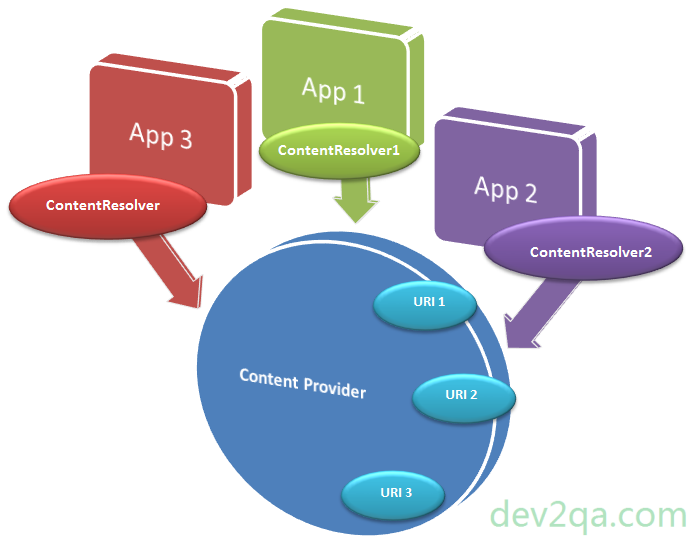 App 1
App 3
ContentResolver1
App 2
ContentResolver
ContentResolver2
URI 1
Content Provider
URI 2
URI 3
dev2qa.com